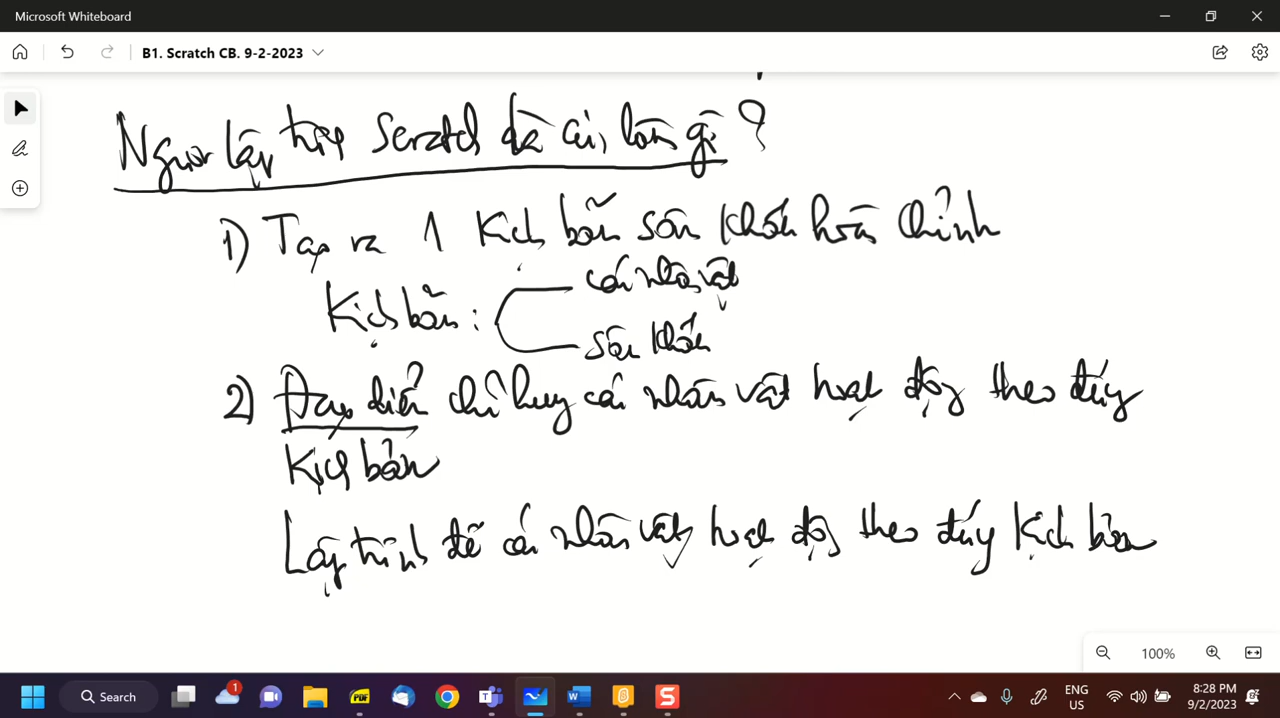 Microsoft Whiteboard
B1. Scratch CB. 9-2-2023
Người lập trình Scratch cần làm gì?
1) Tạo ra 1 kịch bản sân khấu hoàn chỉnh
Kịch bản: các nhân vật
sân khấu
2) Đạo diễn chỉ huy các nhân vật hoạt động theo đúng
kịch bản
Lập trình để các nhân vật hoạt động theo đúng kịch bản
100%
Search
1
ENG
US
8:28 PM
9/2/2023